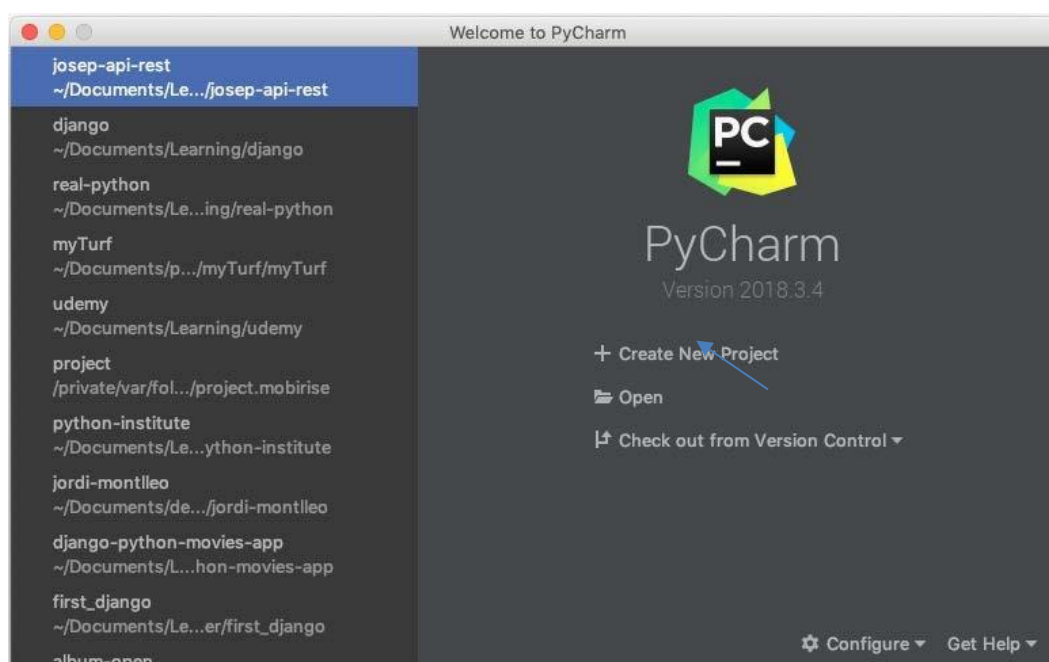 Welcome to PyCharm
josep-api-rest
~/Documents/Le.../josep-api-rest
django
~/Documents/Learning/django
real-python
~/Documents/Le...ing/real-python
myTurf
~/Documents/p.../myTurf/myTurf
udemy
~/Documents/Learning/udemy
project
/private/var/fol.../project.mobirise
python-institute
~/Documents/Le...ython-institute
jordi-montlleo
~/Documents/de.../jordi-montlleo
django-python-movies-app
~/Documents/L...hon-movies-app
first_django
~/Documents/Le...er/first_django
album-open
PC
PyCharm
Version 2018.3.4
Create New Project
Open
Check out from Version Control
Configure
Get Help